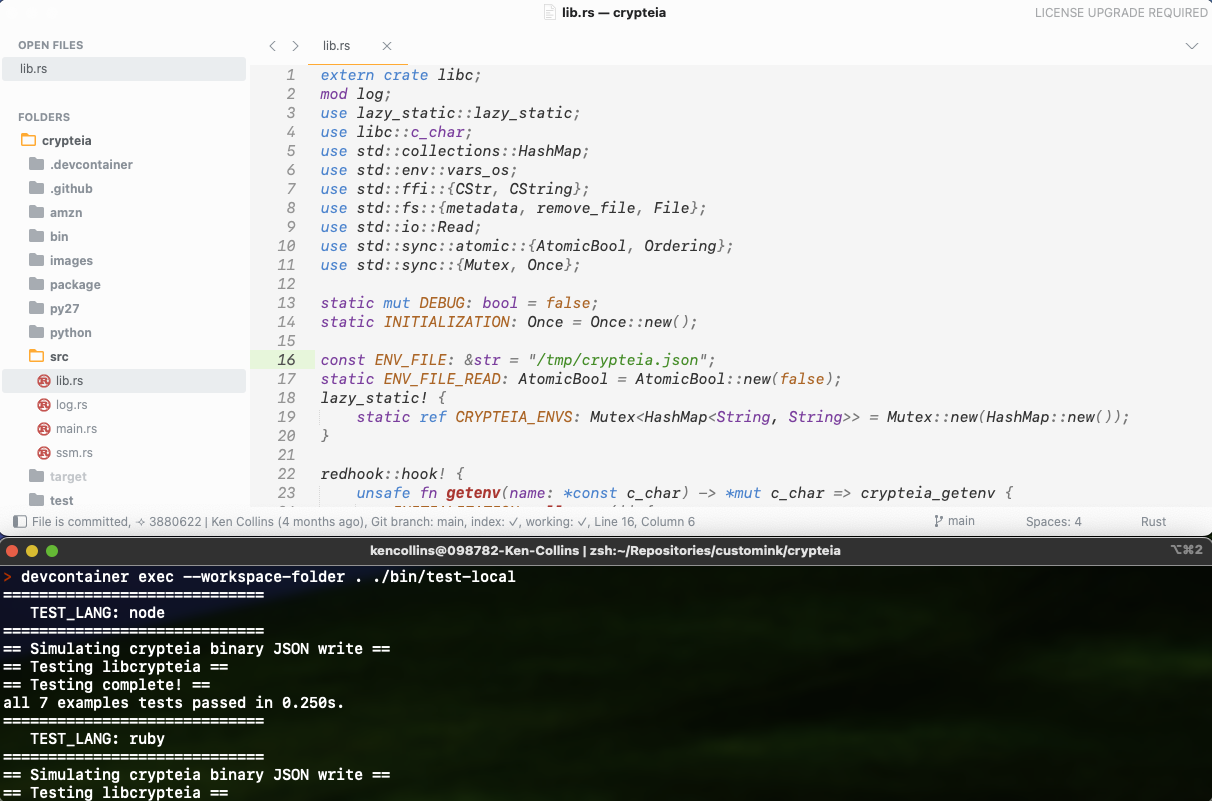 lib.rs — crypteia
LICENSE UPGRADE REQUIRED
OPEN FILES
lib.rs
FOLDERS
crypteia
.devcontainer
.github
amzn
bin
images
package
py27
python
src
lib.rs
log.rs
main.rs
ssm.rs
target
test
lib.rs
1 extern crate libc;
2 mod log;
3 use lazy_static::lazy_static;
4 use libc::c_char;
5 use std::collections::HashMap;
6 use std::env::vars_os;
7 use std::ffi::{CStr, CString};
8 use std::fs::{metadata, remove_file, File};
9 use std::io::Read;
10 use std::sync::atomic::{AtomicBool, Ordering};
11 use std::sync::{Mutex, Once};
12
13 static mut DEBUG: bool = false;
14 static INITIALIZATION: Once = Once::new();
15
16 const ENV_FILE: &str = "/tmp/crypteia.json";
17 static ENV_FILE_READ: AtomicBool = AtomicBool::new(false);
18 lazy_static! {
19     static ref CRYPTEIA_ENVS: Mutex<HashMap<String, String>> = Mutex::new(HashMap::new());
20 }
21
22 redhook::hook! {
23     unsafe fn getenv(name: *const c_char) -> *mut c_char => crypteia_getenv {
File is committed, ✧ 3880622 | Ken Collins (4 months ago), Git branch: main, index: ✓, working: ✓, Line 16, Column 6
main
Spaces: 4
Rust
kencollins@098782-Ken-Collins | zsh:~/Repositories/customink/crypteia
⌥⌘2
> devcontainer exec --workspace-folder . ./bin/test-local
=============================
   TEST_LANG: node
=============================
== Simulating crypteia binary JSON write ==
== Testing libcrypteia ==
== Testing complete! ==
all 7 examples tests passed in 0.250s.
=============================
   TEST_LANG: ruby
=============================
== Simulating crypteia binary JSON write ==
== Testing libcrypteia ==